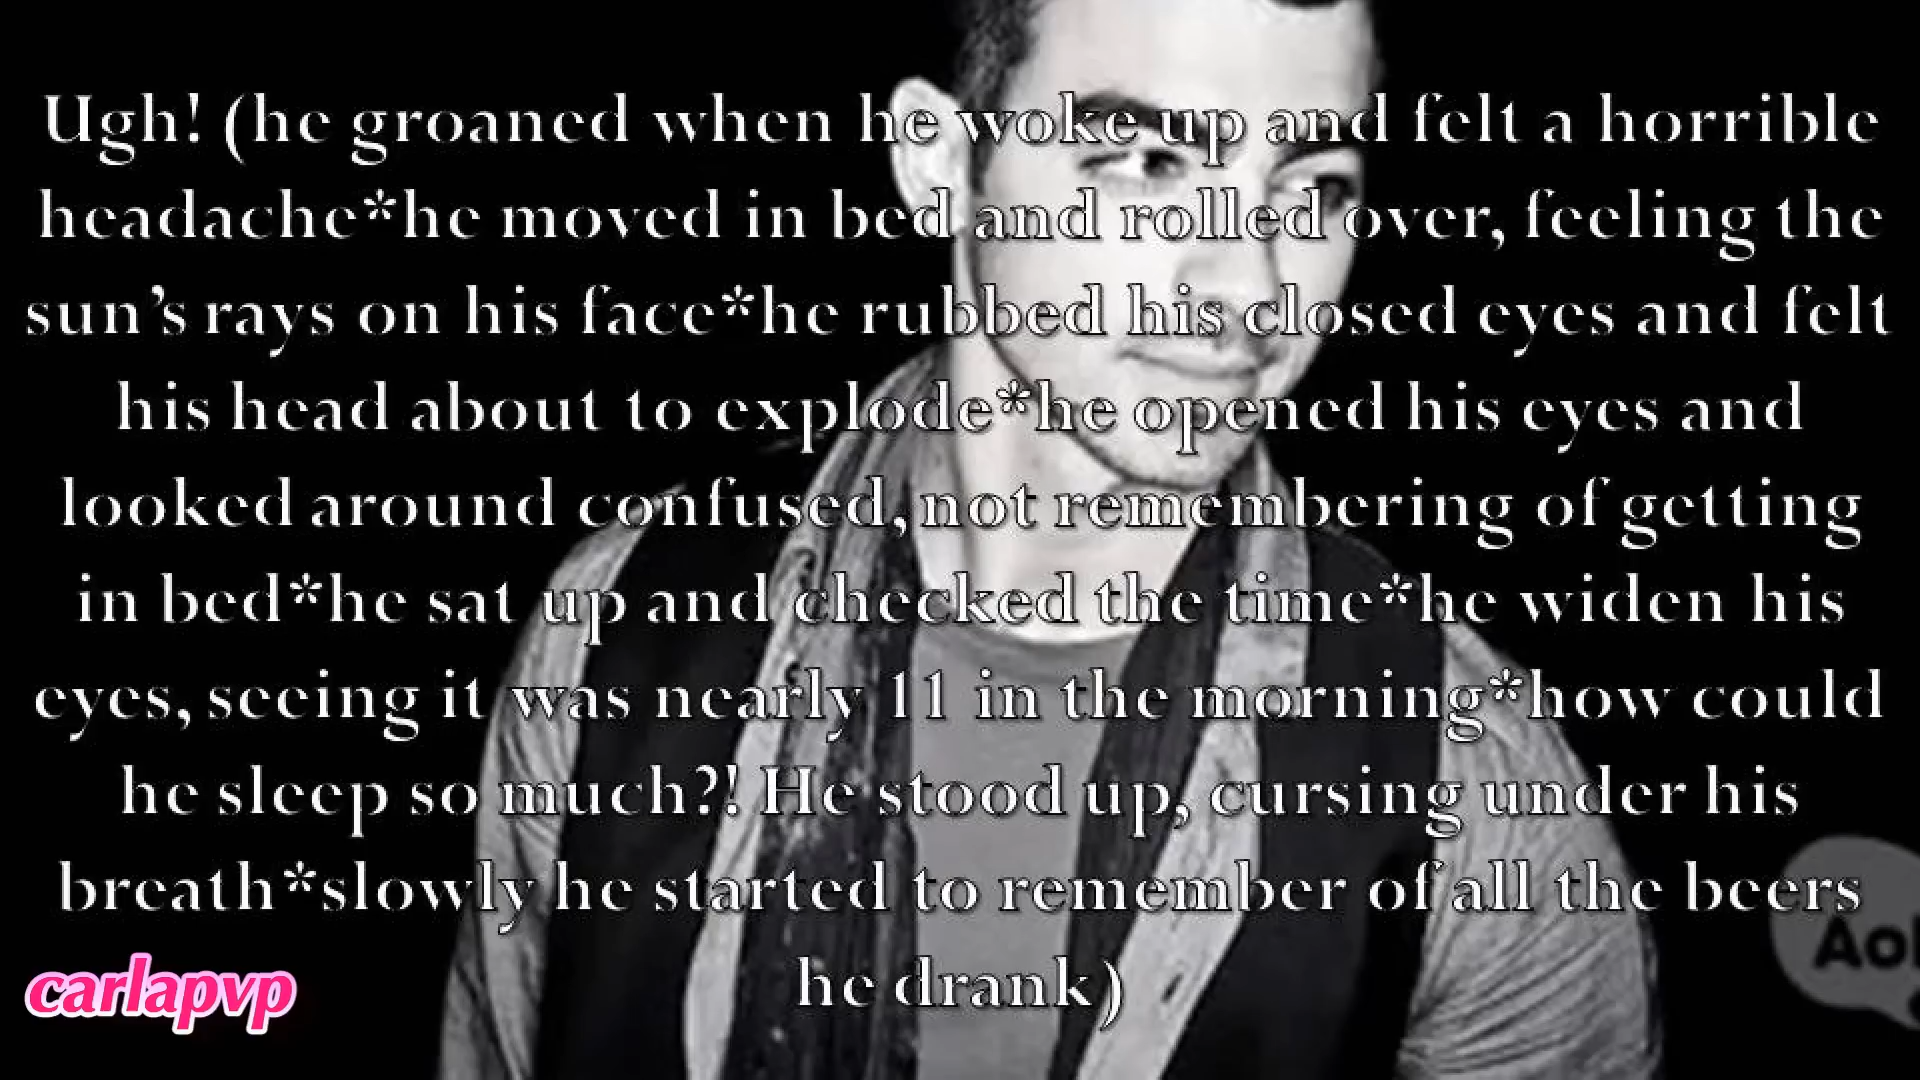 Ugh! (he groaned when he woke up and felt a horrible
headache*he moved in bed and rolled over, feeling the
sun’s rays on his face*he rubbed his closed eyes and felt
his head about to explode*he opened his eyes and
looked around confused, not remembering of getting
in bed*he sat up and checked the time*he widen his
eyes, seeing it was nearly 11 in the morning*how could
he sleep so much?! He stood up, cursing under his
breath*slowly he started to remember of all the beers
he drank)
carlapvp